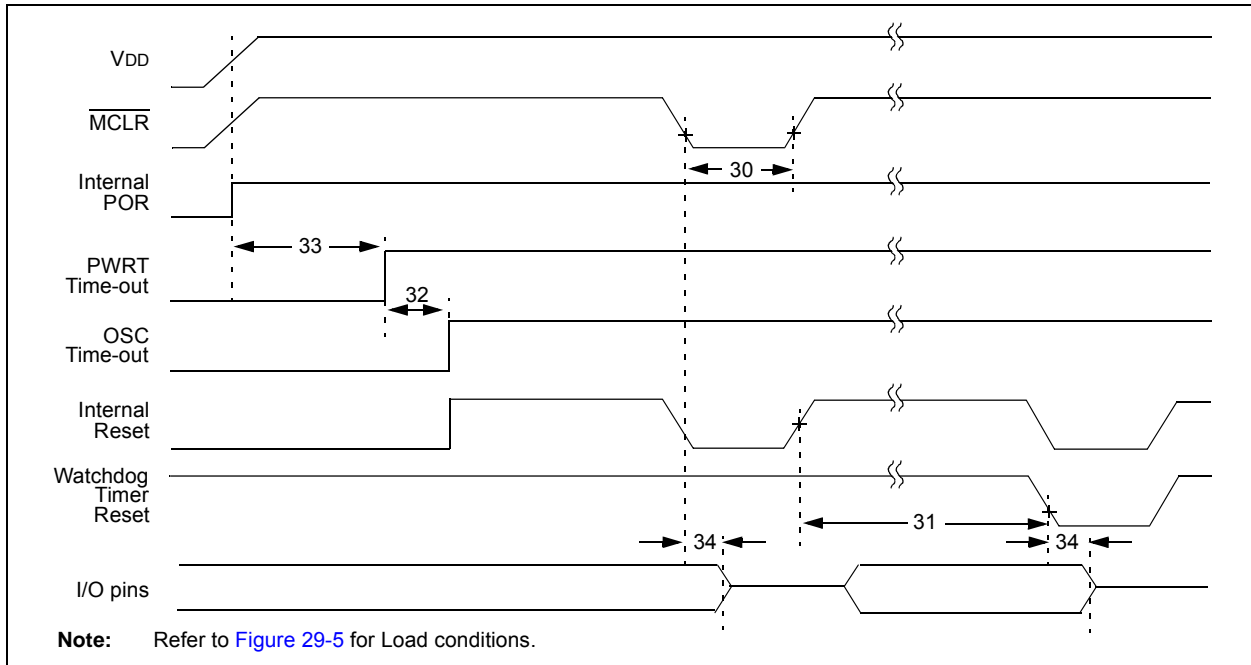 VDD
MCLR
30
Internal
POR
33
PWRT
Time-out
32
OSC
Time-out
Internal
Reset
Watchdog
Timer
Reset
31
34
34
I/O pins
Note: Refer to Figure 29-5 for Load conditions.